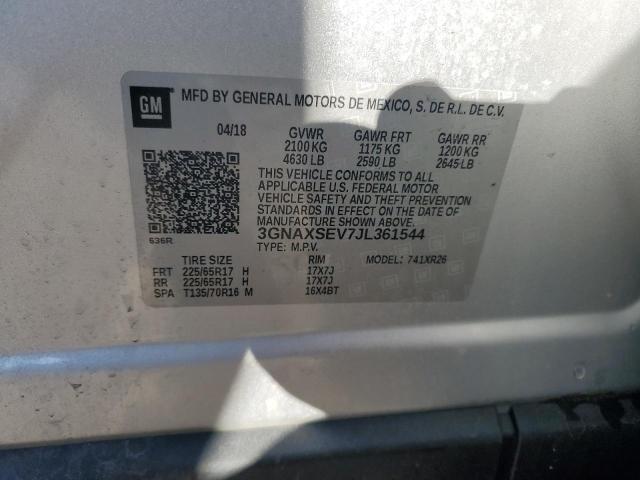 GM
MFD BY GENERAL MOTORS DE MEXICO, S. DE R.L. DE C.V.
04/18 GVWR GAWR FRT GAWR RR
2100 KG 1175 KG 1200 KG
4630 LB 2590 LB 2645 LB
THIS VEHICLE CONFORMS TO ALL
APPLICABLE U.S. FEDERAL MOTOR
VEHICLE SAFETY AND THEFT PREVENTION
STANDARDS IN EFFECT ON THE DATE OF
MANUFACTURE SHOWN ABOVE.
3GNAXSEV7JL361544
636R TYPE: M.P.V.
TIRE SIZE RIM MODEL: 741XR26
FRT 225/65R17 H 17X7J
RR 225/65R17 H 17X7J
SPA T135/70R16 M 16X4BT